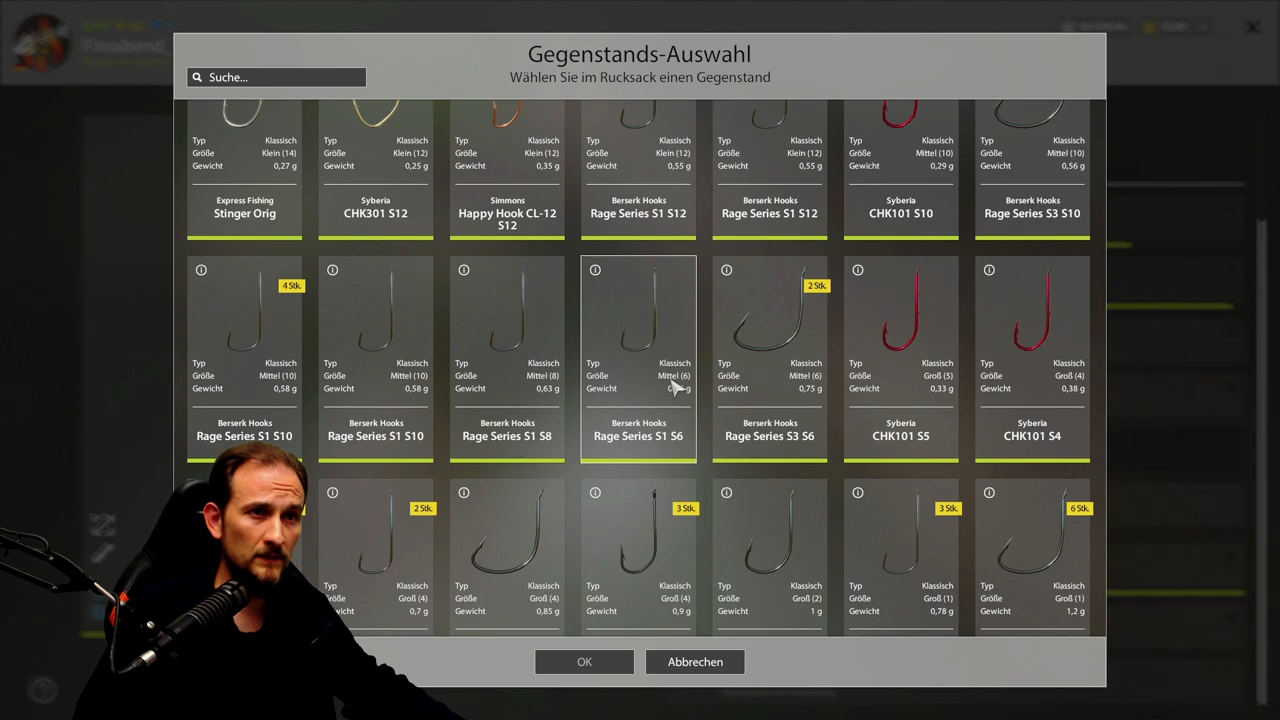 Gegenstands-Auswahl
Suche...
Wählen Sie im Rucksack einen Gegenstand
Typ Klassisch Typ Klassisch Typ Klassisch Typ Klassisch Typ Klassisch Typ Klassisch Typ Klassisch
Größe Klein (14) Größe Klein (12) Größe Klein (12) Größe Klein (12) Größe Klein (12) Größe Mittel (10) Größe Mittel (10)
Gewicht 0,27 g Gewicht 0,25 g Gewicht 0,35 g Gewicht 0,55 g Gewicht 0,55 g Gewicht 0,29 g Gewicht 0,56 g
Express Fishing Syberia Simmons Berserk Hooks Berserk Hooks Syberia Berserk Hooks
Stinger Orig CHK301 S12 Happy Hook CL-12 Rage Series S1 S12 Rage Series S1 S12 CHK101 S10 Rage Series S3 S10
S12
4 Stk. 2 Stk.
Typ Klassisch Typ Klassisch Typ Klassisch Typ Klassisch Typ Klassisch Typ Klassisch Typ Klassisch
Größe Mittel (10) Größe Mittel (10) Größe Mittel (8) Größe Mittel (6) Größe Mittel (6) Größe Groß (5) Größe Groß (4)
Gewicht 0,58 g Gewicht 0,58 g Gewicht 0,63 g Gewicht g Gewicht 0,75 g Gewicht 0,33 g Gewicht 0,38 g
Berserk Hooks Berserk Hooks Berserk Hooks Berserk Hooks Berserk Hooks Syberia Syberia
Rage Series S1 S10 Rage Series S1 S10 Rage Series S1 S8 Rage Series S1 S6 Rage Series S3 S6 CHK101 S5 CHK101 S4
2 Stk. 3 Stk. 3 Stk. 6 Stk.
Typ Klassisch Typ Klassisch Typ Klassisch Typ Klassisch Typ Klassisch Typ Klassisch
Größe Groß (4) Größe Groß (4) Größe Groß (4) Größe Groß (2) Größe Groß (1) Größe Groß (1)
Gewicht 0,7 g Gewicht 0,85 g Gewicht 0,9 g Gewicht 1 g Gewicht 0,78 g Gewicht 1,2 g
OK Abbrechen